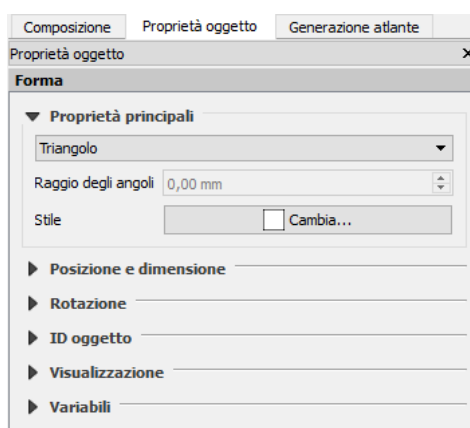 Composizione Proprietà oggetto Generazione atlante
Proprietà oggetto
Forma
Proprietà principali
Triangolo
Raggio degli angoli 0,00 mm
Stile Cambia...
Posizione e dimensione
Rotazione
ID oggetto
Visualizzazione
Variabili